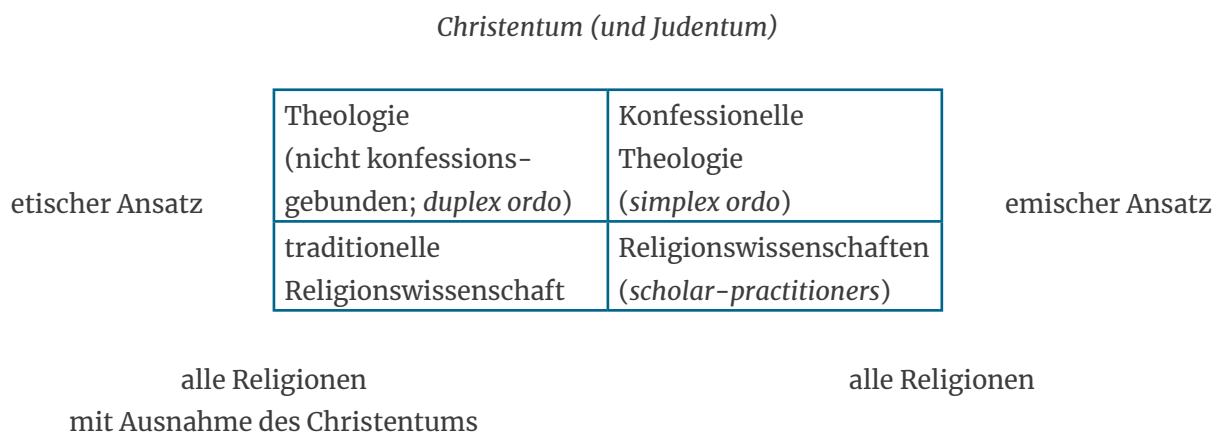 Christentum (und Judentum)
Theologie
(nicht konfessions-
gebunden; duplex ordo)
Konfessionelle
Theologie
(simplex ordo)
etischer Ansatz
emischer Ansatz
traditionelle
Religionswissenschaft
Religionswissenschaften
(scholar-practitioners)
alle Religionen
mit Ausnahme des Christentums
alle Religionen